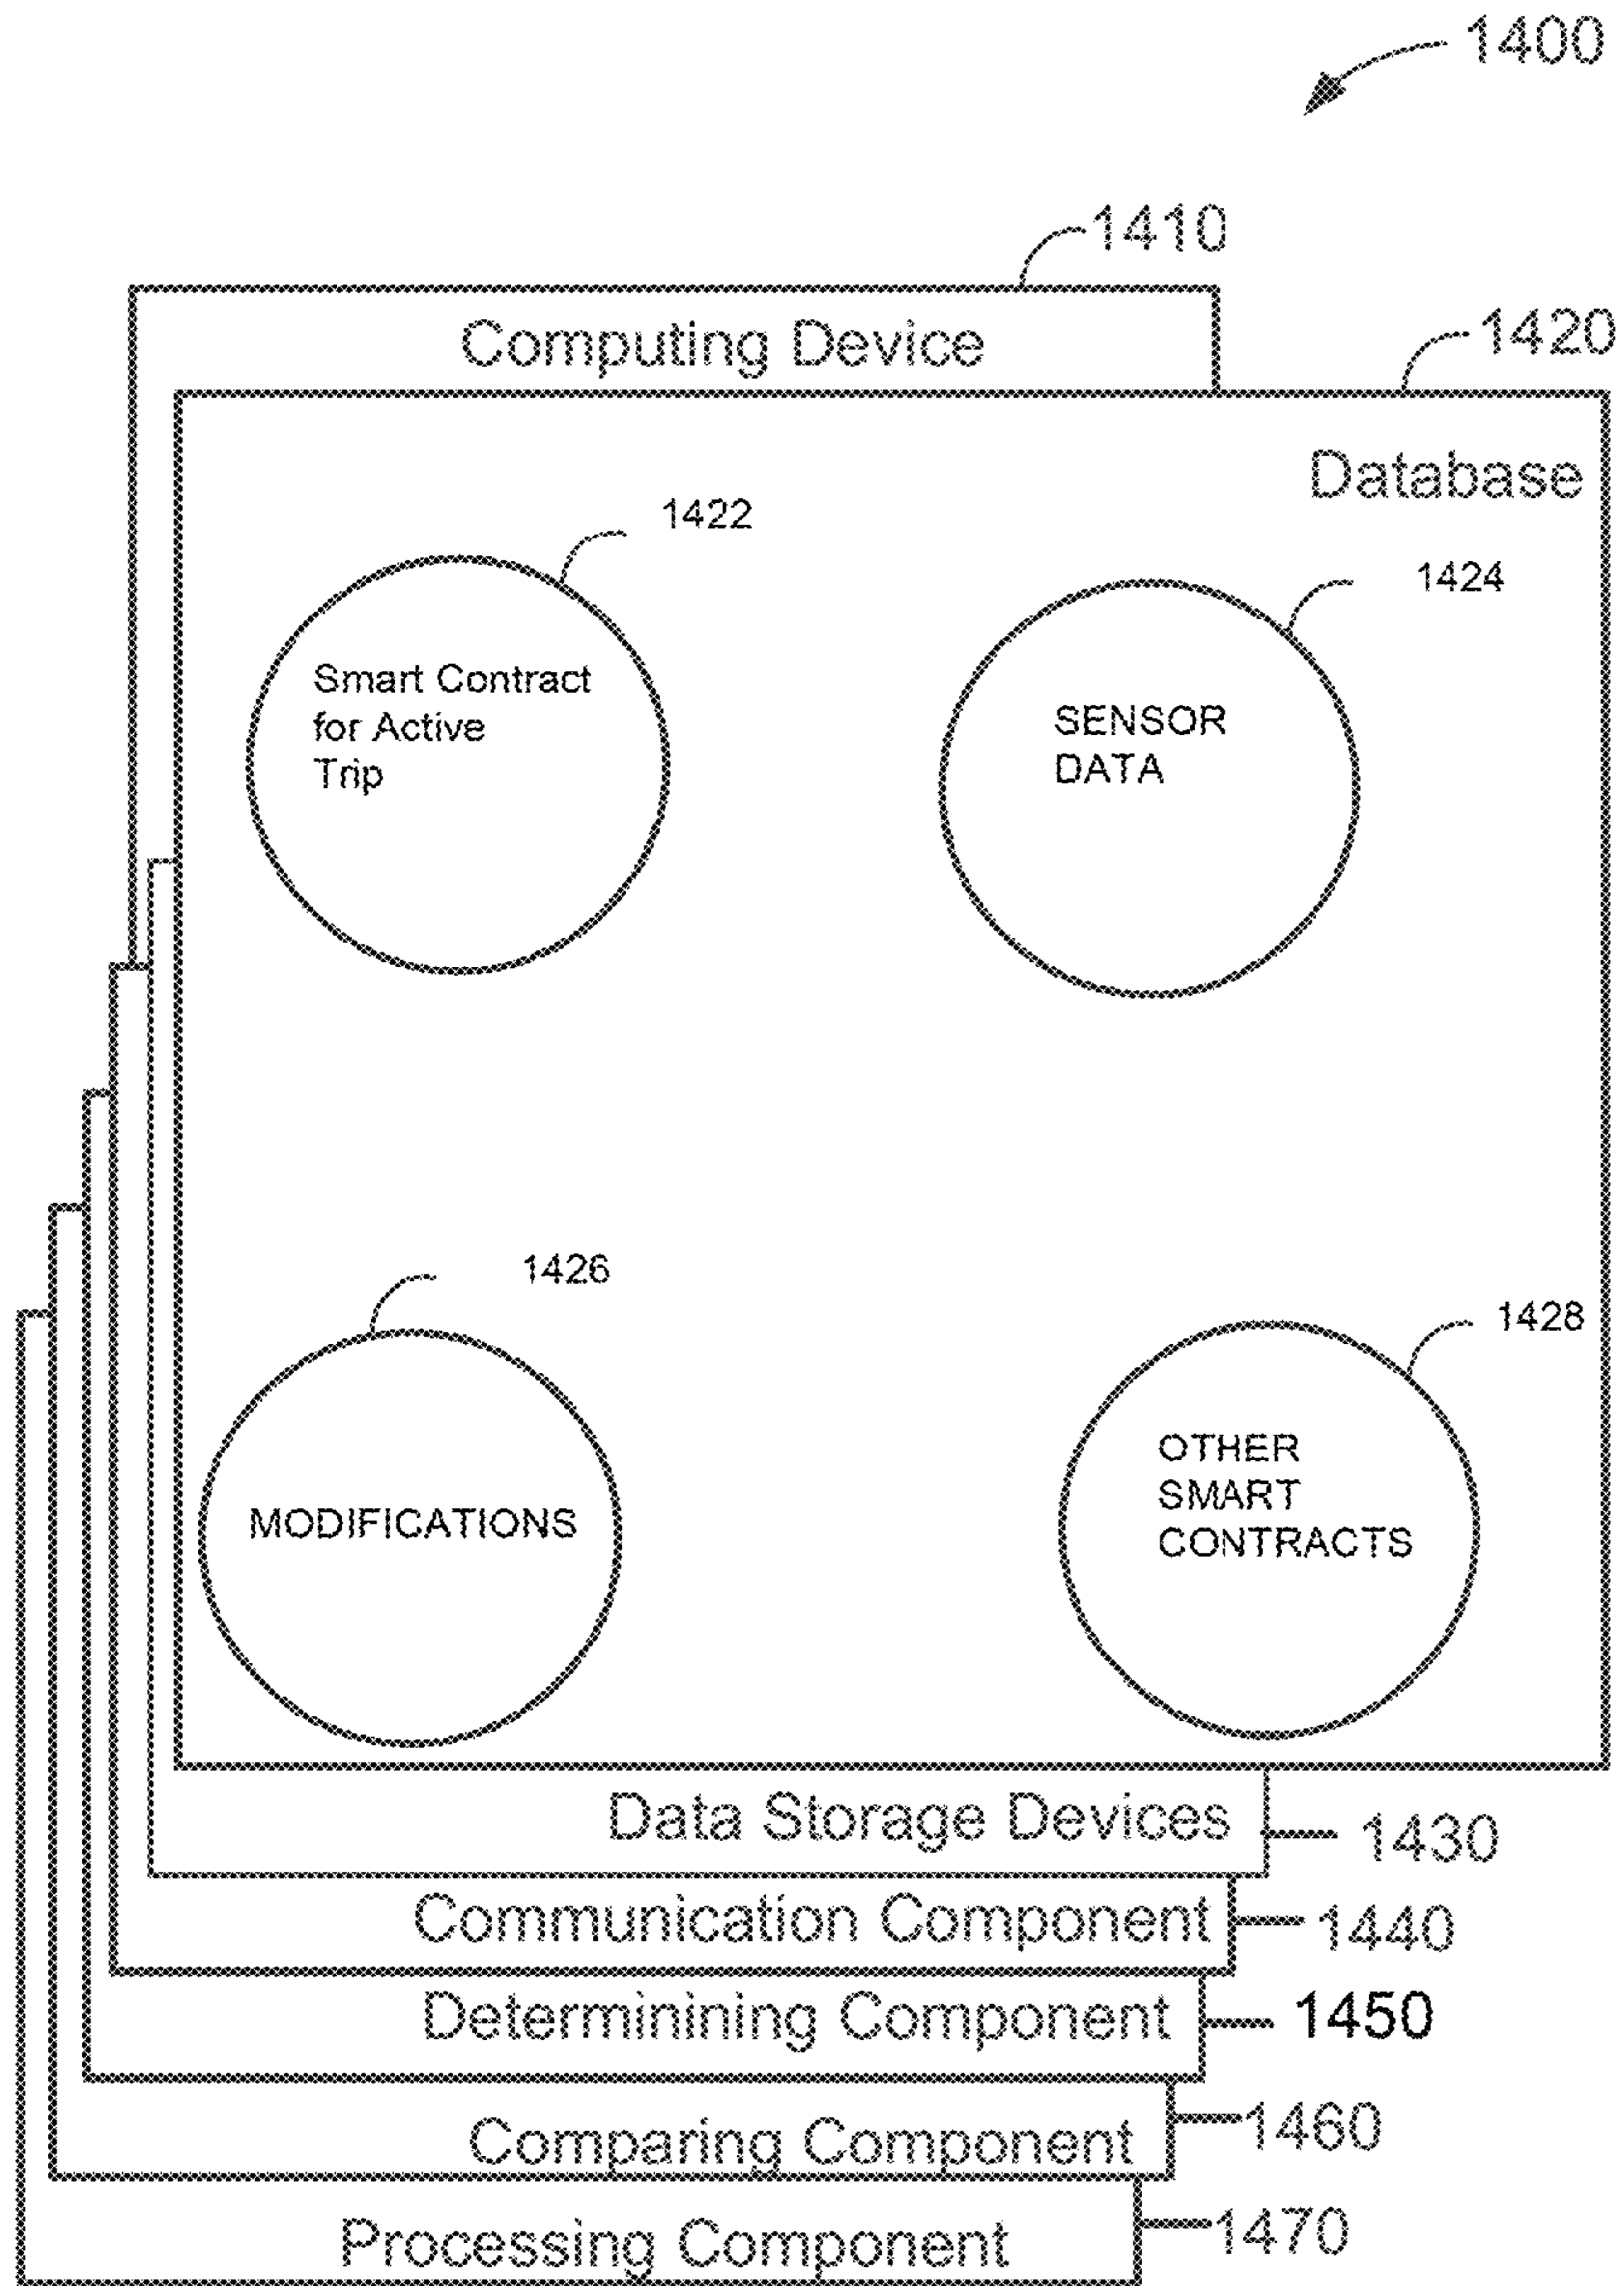 1400
1410
Computing Device
1420
Database
1422
1424
Smart Contract
for Active
Trip
SENSOR
DATA
1426
1428
MODIFICATIONS
OTHER
SMART
CONTRACTS
Data Storage Devices
1430
Communication Component
1440
Determinining Component
1450
Comparing Component
1460
Processing Component
1470